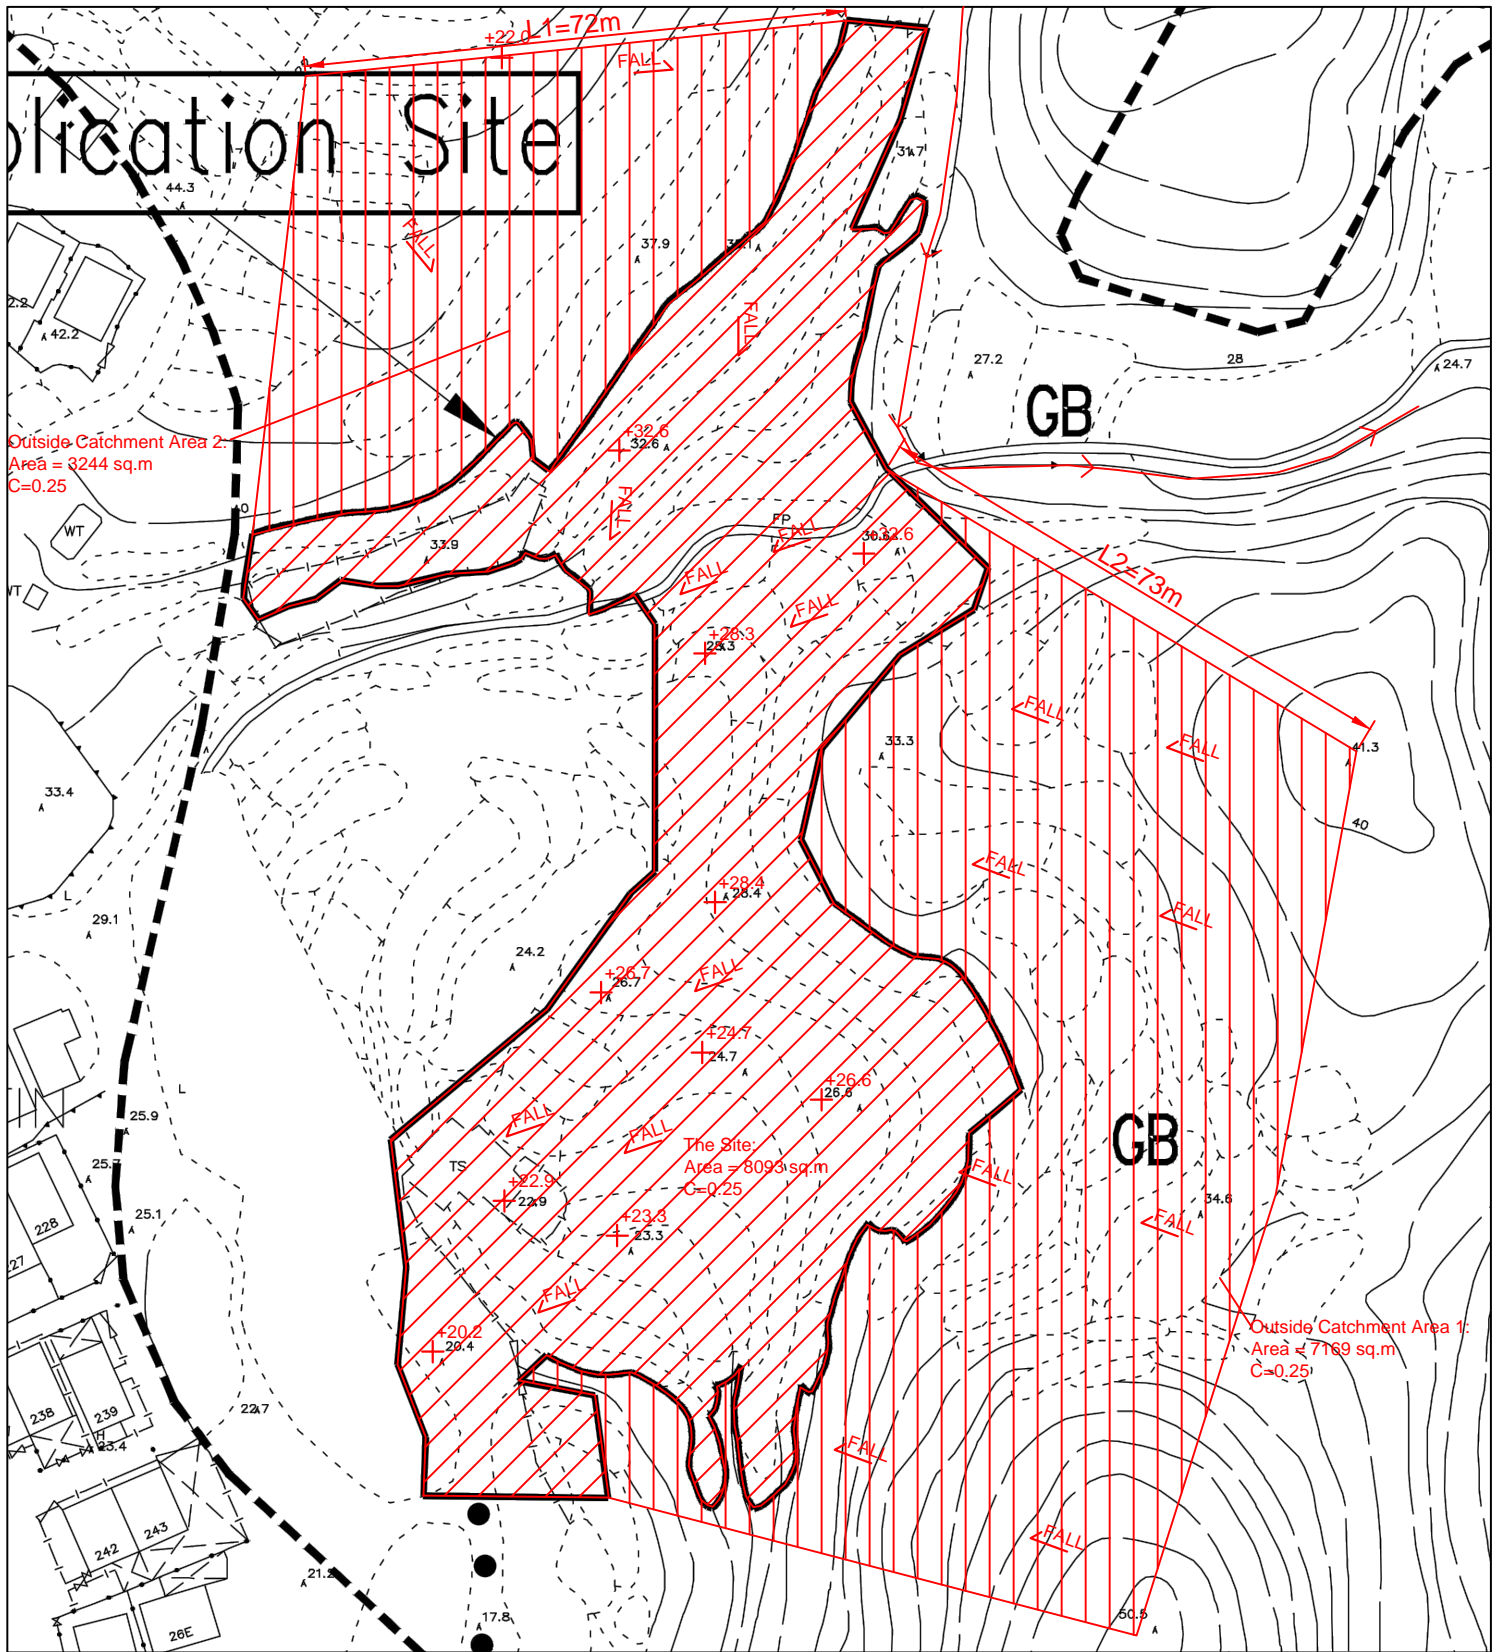 L1=72m
+22.0
FALL
plication Site
31.7
44.3
FALL
37.9
2.2
42.2
FALL
27.2
28
24.7
GB
Outside Catchment Area 2:
Area = 3244 sq.m
C=0.25
+32.6
32.6
FALL
WT
33.9
FP
FALL
30.6
L2=73m
FALL
FALL
+28.3
28.3
FALL
33.3
FALL
41.3
33.4
40
FALL
+28.4
28.4
L
29.1
FALL
24.2
FALL
+26.7
26.7
+24.7
24.7
+26.6
26.6
L
25.9
FALL
GB
FALL
The Site:
Area = 8093 sq.m
C=0.25
25.7
TS
FALL
+22.9
22.9
34.6
228
25.1
+23.3
23.3
FALL
227
FALL
+20.2
20.4
Outside Catchment Area 1:
Area = 7169 sq.m
C=0.25
238
239
22.7
H
23.4
FALL
242
243
FALL
21.2
26E
17.8
50.5